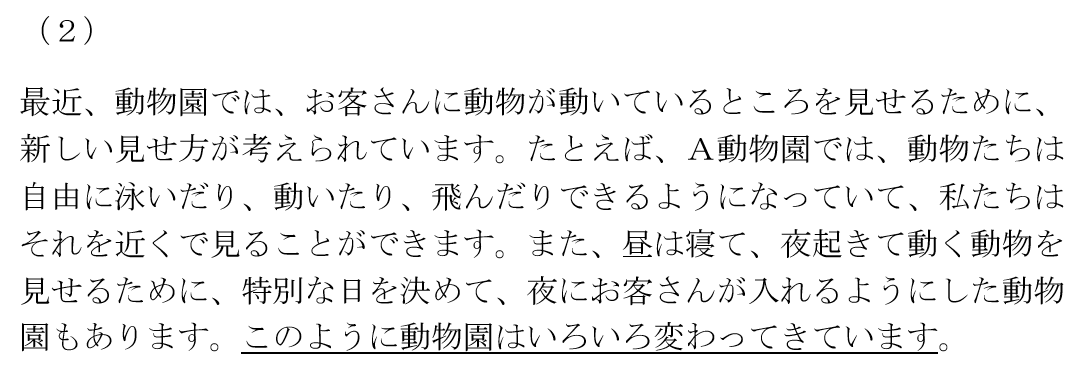 （２）
最近、動物園では、お客さんに動物が動いているところを見せるために、
新しい見せ方が考えられています。たとえば、Ａ動物園では、動物たちは
自由に泳いだり、動いたり、飛んだりできるようになっていて、私たちは
それを近くで見ることができます。また、昼は寝て、夜起きて動く動物を
見せるために、特別な日を決めて、夜にお客さんが入れるようにした動物
園もあります。このように動物園はいろいろ変わってきています。